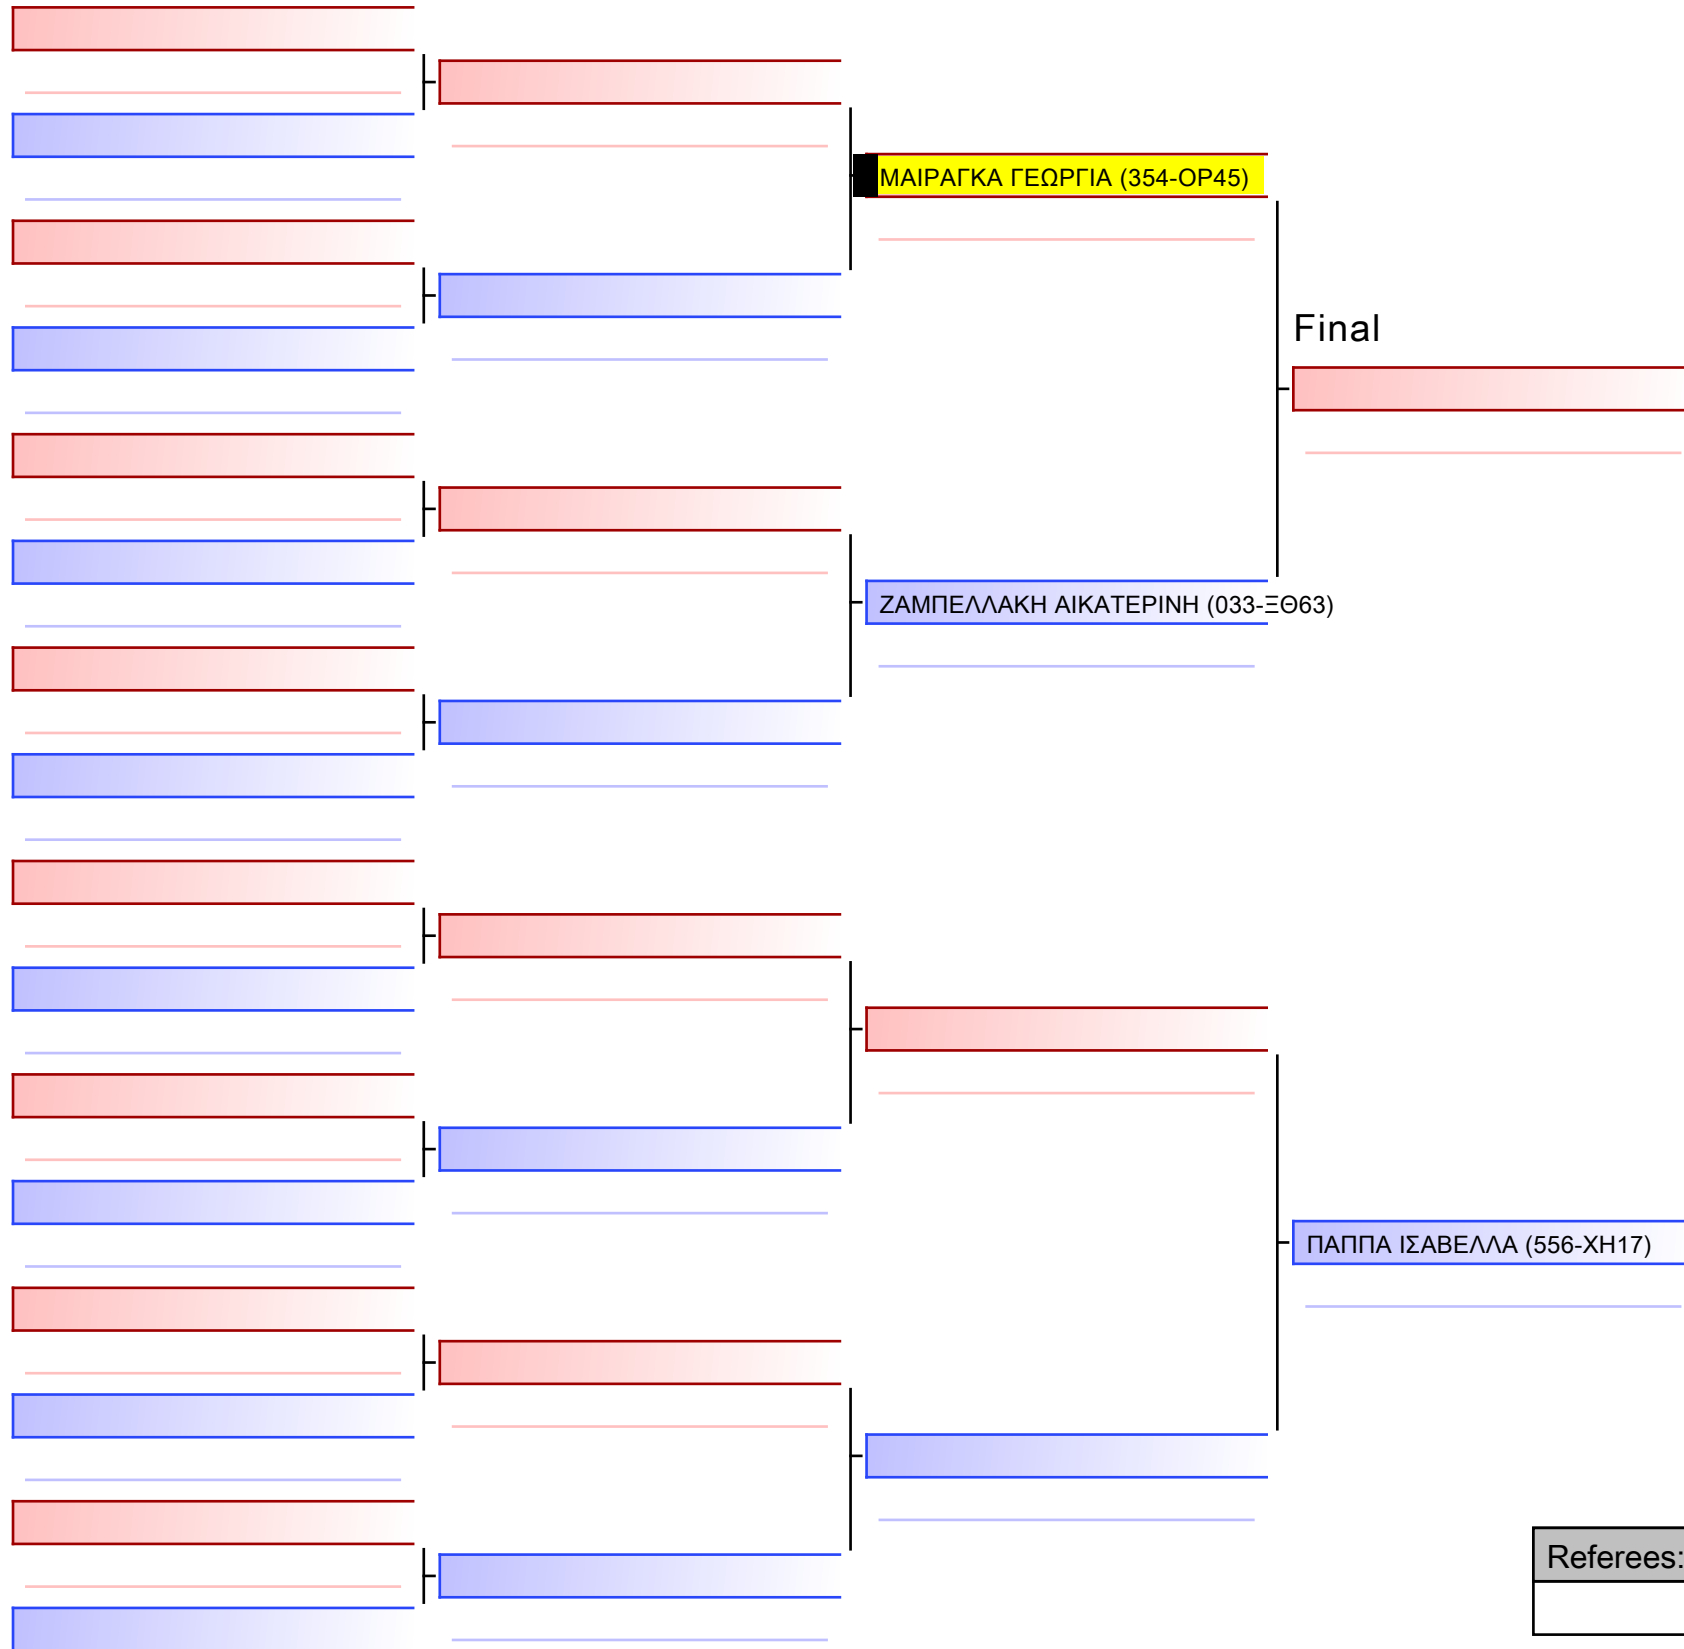 ΜΑΙΡΑΓΚΑ ΓΕΩΡΓΙΑ (354-ΟΡ45)
Final
ΖΑΜΠΕΛΛΑΚΗ ΑΙΚΑΤΕΡΙΝΗ (033-ΞΘ63)
ΠΑΠΠΑ ΙΣΑΒΕΛΛΑ (556-ΧΗ17)
Referees: